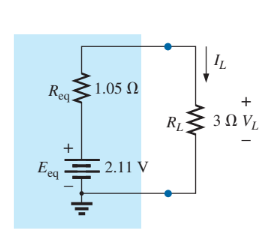 I_L
R_eq 1.05 Ω
+
R_L 3 Ω V_L
−
+
E_eq 2.11 V
−